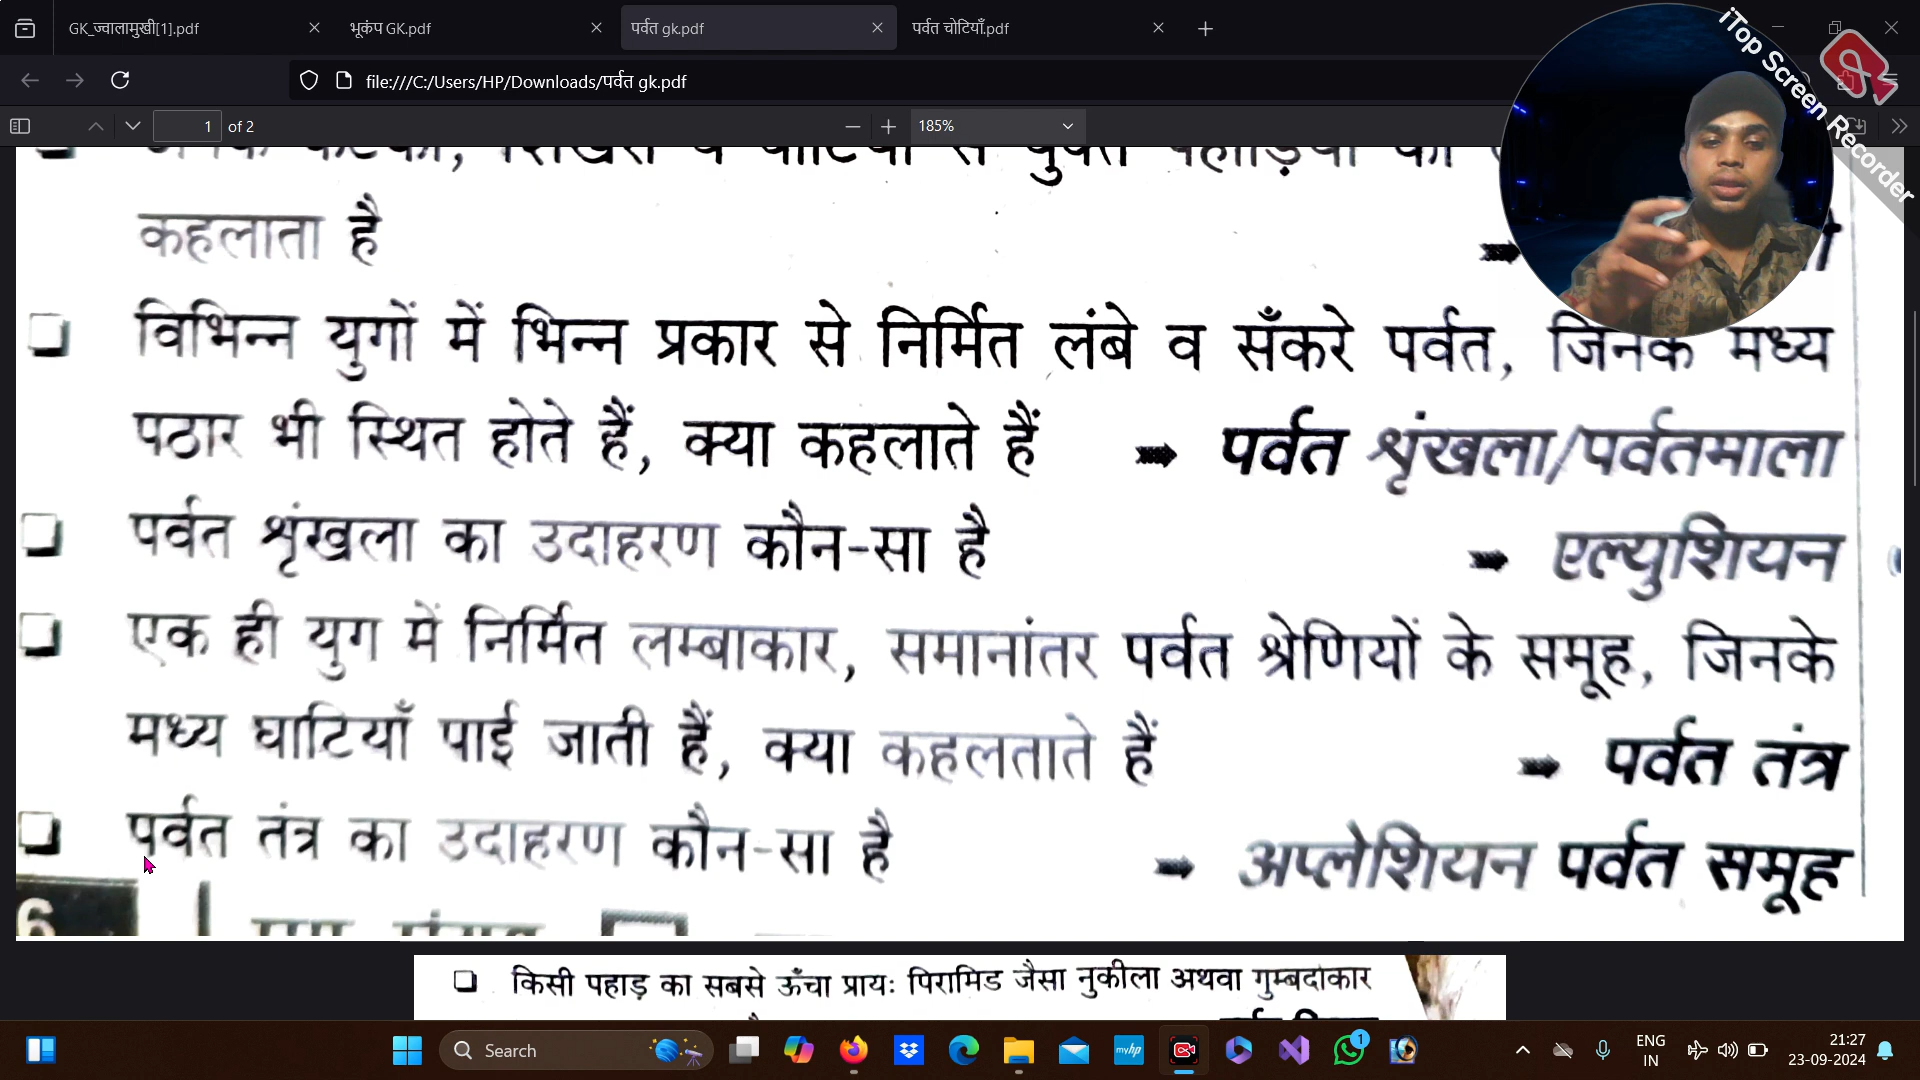 GK_ज्वालामुखी[1].pdf
भूकंप GK.pdf
पर्वत gk.pdf
पर्वत चोटियाँ.pdf
iTop Screen Recorder
file:///C:/Users/HP/Downloads/पर्वत gk.pdf
1 of 2
185%
कहलाता है
विभिन्न युगों में भिन्न प्रकार से निर्मित लंबे व सँकरे पर्वत, जिनके मध्य
पठार भी स्थित होते हैं, क्या कहलाते हैं ➠ पर्वत शृंखला/पर्वतमाला
पर्वत शृंखला का उदाहरण कौन-सा है ➠ एल्युशियन
एक ही युग में निर्मित लम्बाकार, समानांतर पर्वत श्रेणियों के समूह, जिनके
मध्य घाटियाँ पाई जाती हैं, क्या कहलताते हैं ➠ पर्वत तंत्र
पर्वत तंत्र का उदाहरण कौन-सा है ➠ अप्लेशियन पर्वत समूह
6
किसी पहाड़ का सबसे ऊँचा प्रायः पिरामिड जैसा नुकीला अथवा गुम्बदाकार
Search
myhp
1
ENG
IN
21:27
23-09-2024